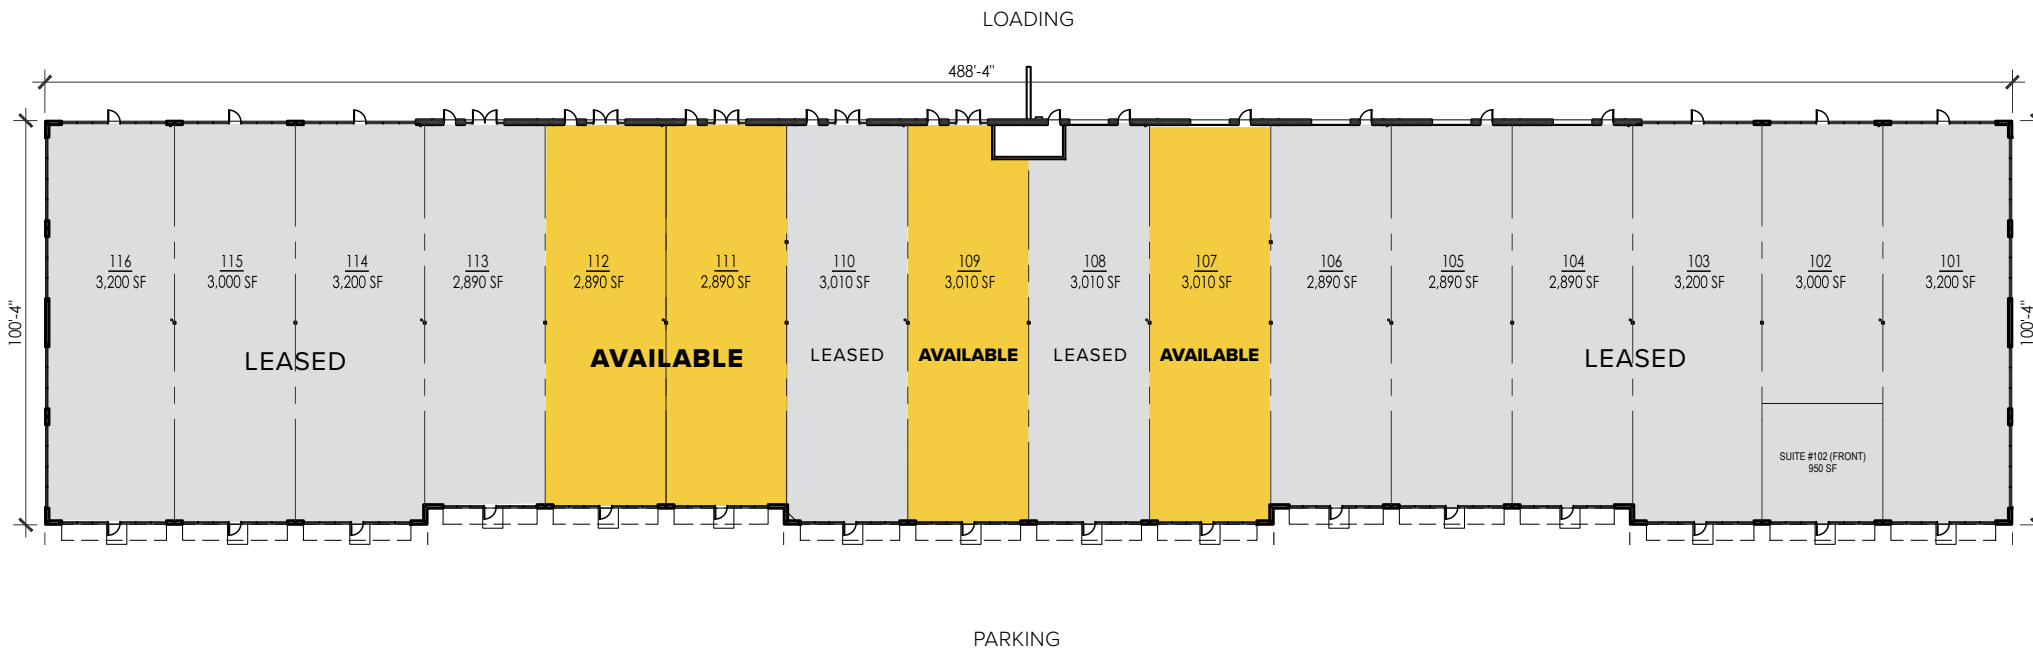 LOADING
488'-4"
100'-4"
100'-4"
116
3,200 SF
115
3,000 SF
114
3,200 SF
113
2,890 SF
112
2,890 SF
111
2,890 SF
110
3,010 SF
109
3,010 SF
108
3,010 SF
107
3,010 SF
106
2,890 SF
105
2,890 SF
104
2,890 SF
103
3,200 SF
102
3,000 SF
101
3,200 SF
LEASED
AVAILABLE
LEASED
AVAILABLE
LEASED
AVAILABLE
LEASED
SUITE #102 (FRONT)
950 SF
PARKING